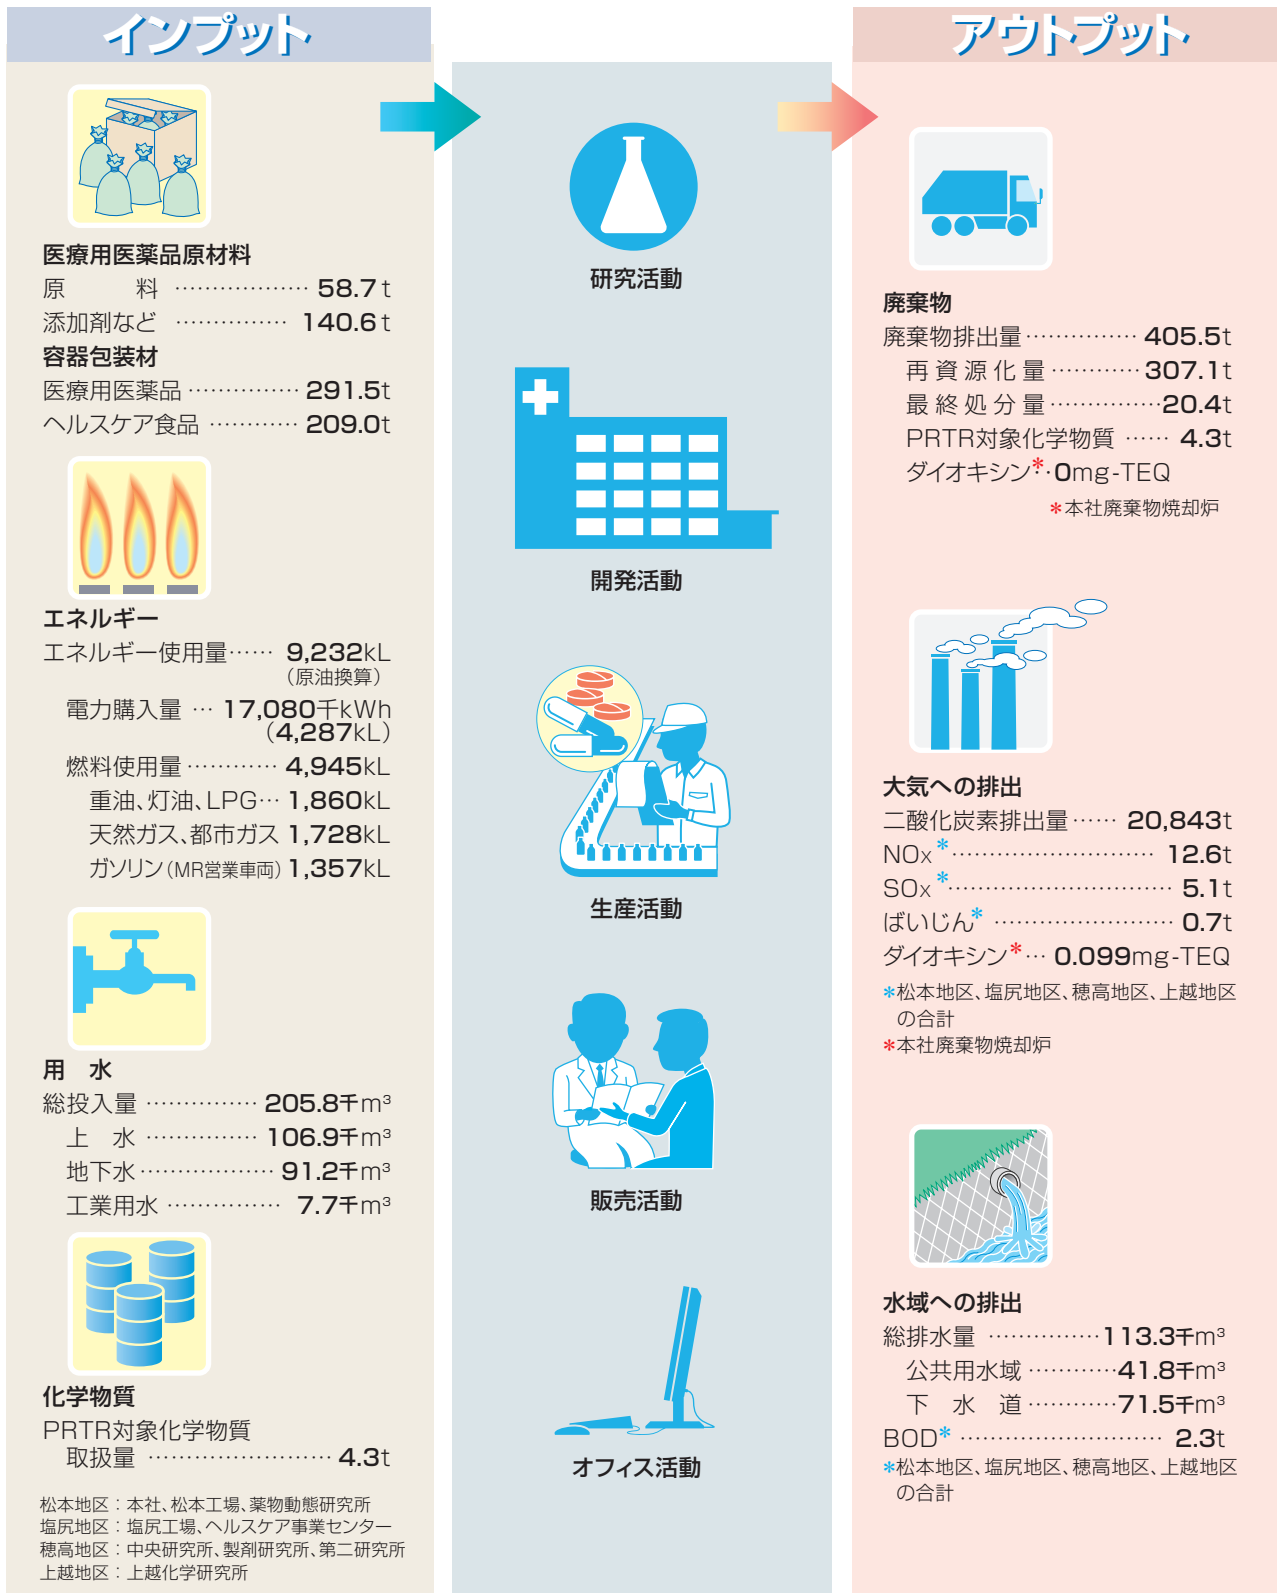 インプット
医療用医薬品原材料
原　　　料 ………………… 58.7t
添加剤など …………… 140.6t
容器包装材
医療用医薬品 …………… 291.5t
ヘルスケア食品 ………… 209.0t
エネルギー
エネルギー使用量…… 9,232kL
（原油換算）
電力購入量 … 17,080千kWh
（4,287kL）
燃料使用量 ………… 4,945kL
重油、灯油、LPG… 1,860kL
天然ガス、都市ガス 1,728kL
ガソリン（MR営業車両） 1,357kL
用　水
総投入量 …………… 205.8千m³
上　水 …………… 106.9千m³
地下水 ……………… 91.2千m³
工業用水 …………… 7.7千m³
化学物質
PRTR対象化学物質
取扱量 …………………… 4.3t
松本地区：本社、松本工場、薬物動態研究所
塩尻地区：塩尻工場、ヘルスケア事業センター
穂高地区：中央研究所、製剤研究所、第二研究所
上越地区：上越化学研究所
研究活動
開発活動
生産活動
販売活動
オフィス活動
アウトプット
廃棄物
廃棄物排出量 …………… 405.5t
再資源化量 ………… 307.1t
最終処分量 …………… 20.4t
PRTR対象化学物質 …… 4.3t
ダイオキシン*‥ 0mg-TEQ
*本社廃棄物焼却炉
大気への排出
二酸化炭素排出量 …… 20,843t
NOx* ……………………… 12.6t
SOx* ………………………… 5.1t
ばいじん* …………………… 0.7t
ダイオキシン*… 0.099mg-TEQ
*松本地区、塩尻地区、穂高地区、上越地区
の合計
*本社廃棄物焼却炉
水域への排出
総排水量 …………… 113.3千m³
公共用水域 ………… 41.8千m³
下　水　道 ………… 71.5千m³
BOD* ……………………… 2.3t
*松本地区、塩尻地区、穂高地区、上越地区
の合計